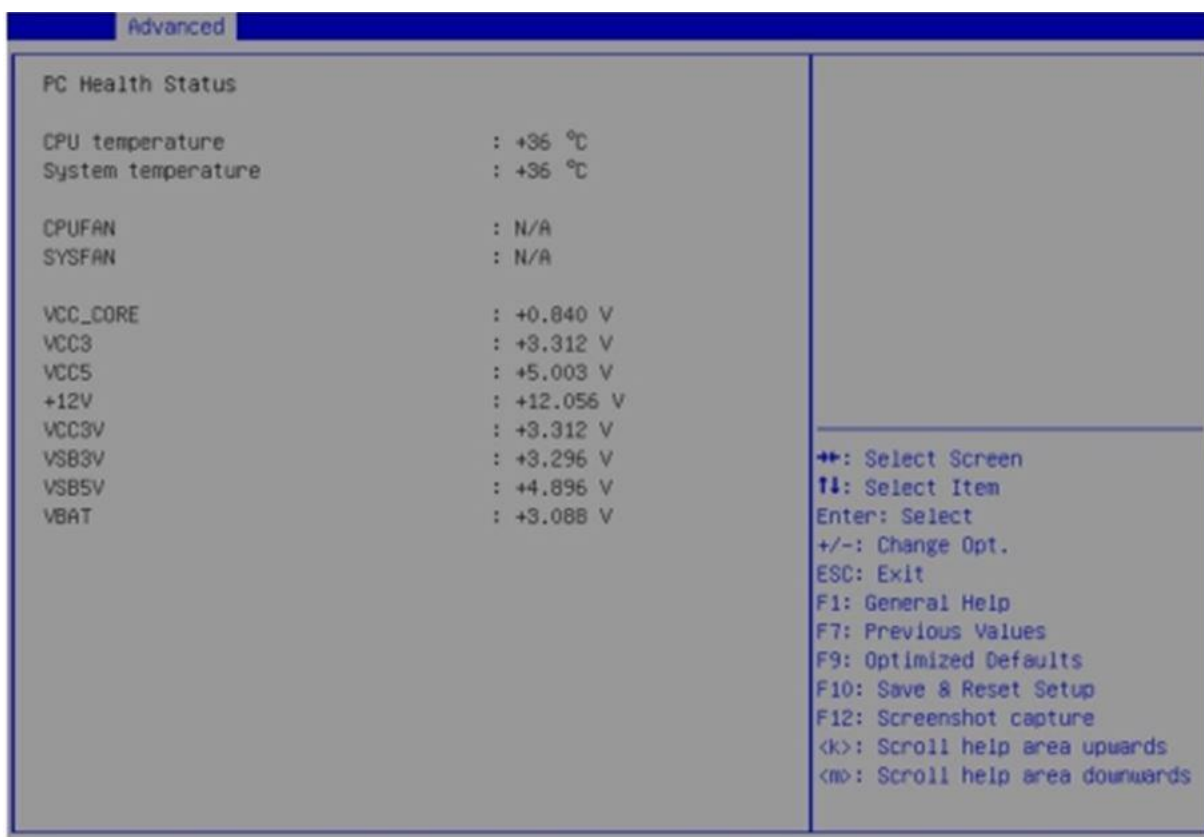 Advanced
PC Health Status
CPU temperature : +36 °C
System temperature : +36 °C
CPUFAN : N/A
SYSFAN : N/A
VCC_CORE : +0.840 V
VCC3 : +3.312 V
VCC5 : +5.003 V
+12V : +12.056 V
VCC3V : +3.312 V
VSB3V : +3.296 V
VSB5V : +4.896 V
VBAT : +3.088 V
→←: Select Screen
↑↓: Select Item
Enter: Select
+/-: Change Opt.
ESC: Exit
F1: General Help
F7: Previous Values
F9: Optimized Defaults
F10: Save & Reset Setup
F12: Screenshot capture
<k>: Scroll help area upwards
<m>: Scroll help area downwards